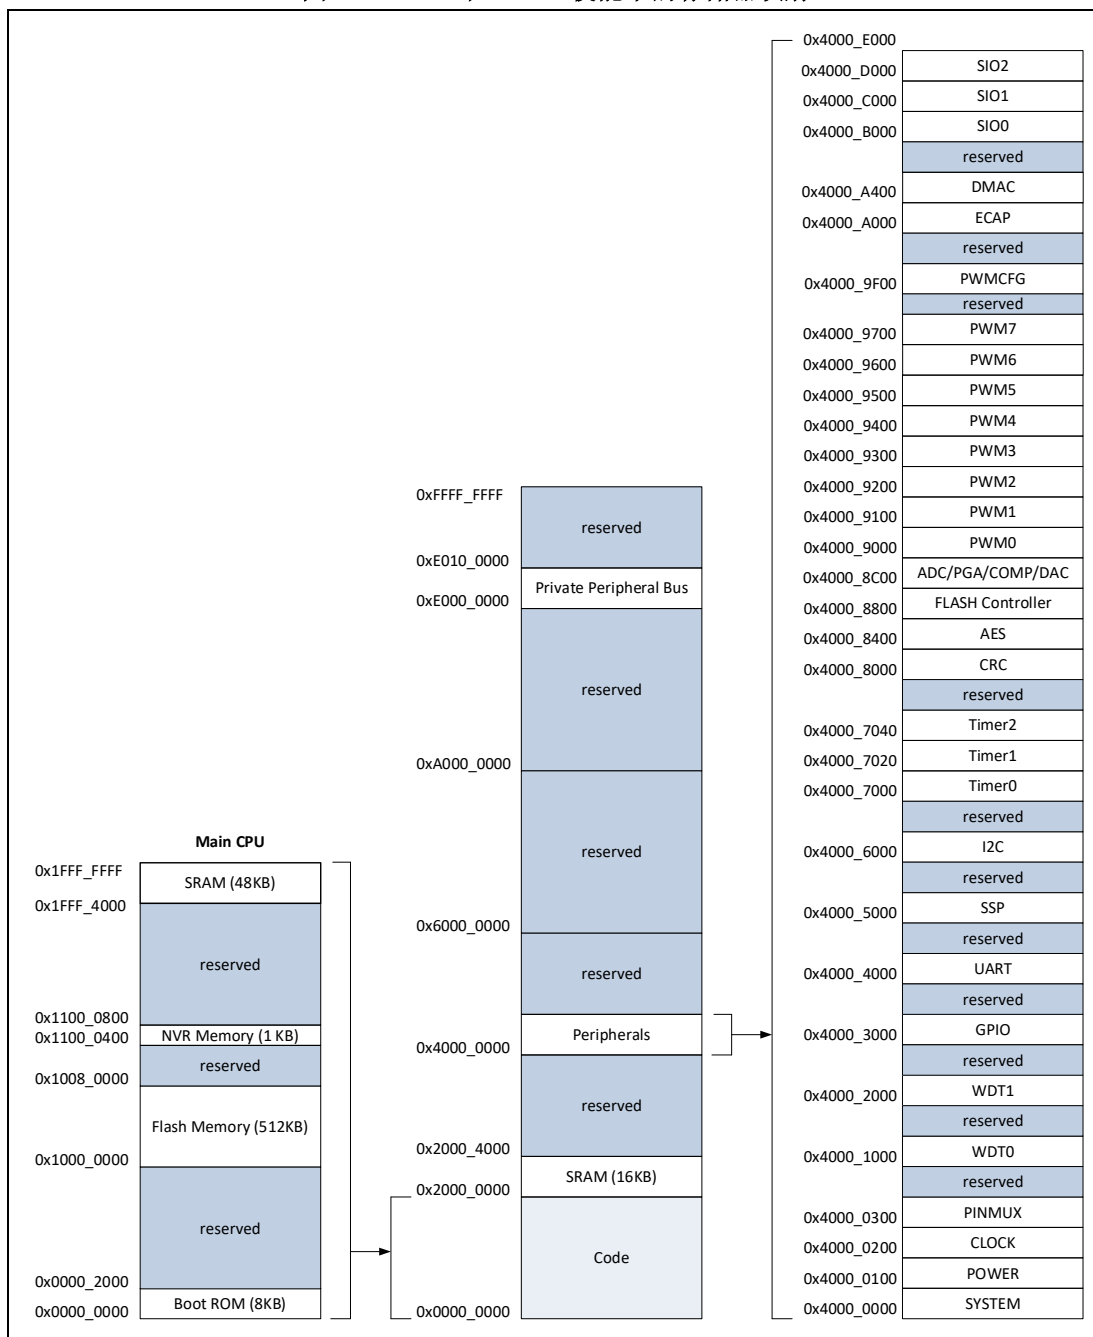 Main CPU
0x1FFF_FFFF
SRAM (48KB)
0x1FFF_4000
reserved
0x1100_0800
NVR Memory (1 KB)
0x1100_0400
reserved
0x1008_0000
Flash Memory (512KB)
0x1000_0000
reserved
0x0000_2000
Boot ROM (8KB)
0x0000_0000
0xFFFF_FFFF
reserved
0xE010_0000
Private Peripheral Bus
0xE000_0000
reserved
0xA000_0000
reserved
0x6000_0000
reserved
Peripherals
0x4000_0000
reserved
0x2000_4000
SRAM (16KB)
0x2000_0000
Code
0x0000_0000
0x4000_E000
SIO2
0x4000_D000
SIO1
0x4000_C000
SIO0
0x4000_B000
reserved
DMAC
0x4000_A400
ECAP
0x4000_A000
reserved
PWMCFG
0x4000_9F00
reserved
PWM7
0x4000_9700
PWM6
0x4000_9600
PWM5
0x4000_9500
PWM4
0x4000_9400
PWM3
0x4000_9300
PWM2
0x4000_9200
PWM1
0x4000_9100
PWM0
0x4000_9000
ADC/PGA/COMP/DAC
0x4000_8C00
FLASH Controller
0x4000_8800
AES
0x4000_8400
CRC
0x4000_8000
reserved
Timer2
0x4000_7040
Timer1
0x4000_7020
Timer0
0x4000_7000
reserved
I2C
0x4000_6000
reserved
SSP
0x4000_5000
reserved
UART
0x4000_4000
reserved
GPIO
0x4000_3000
reserved
WDT1
0x4000_2000
reserved
WDT0
0x4000_1000
reserved
PINMUX
0x4000_0300
CLOCK
0x4000_0200
POWER
0x4000_0100
SYSTEM
0x4000_0000